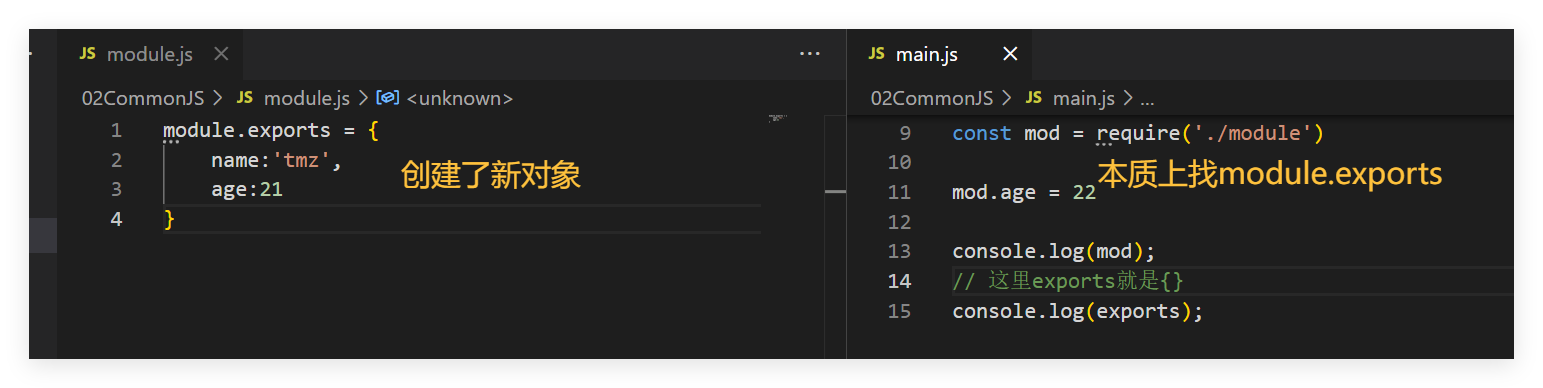 JS module.js
02CommonJS > JS module.js > <unknown>
1 module.exports = {
2 name:'tmz',
3 age:21
4 }
创建了新对象
JS main.js
02CommonJS > JS main.js > ...
9 const mod = require('./module')
10
11 mod.age = 22
本质上找module.exports
12
13 console.log(mod);
14 // 这里exports就是{}
15 console.log(exports);